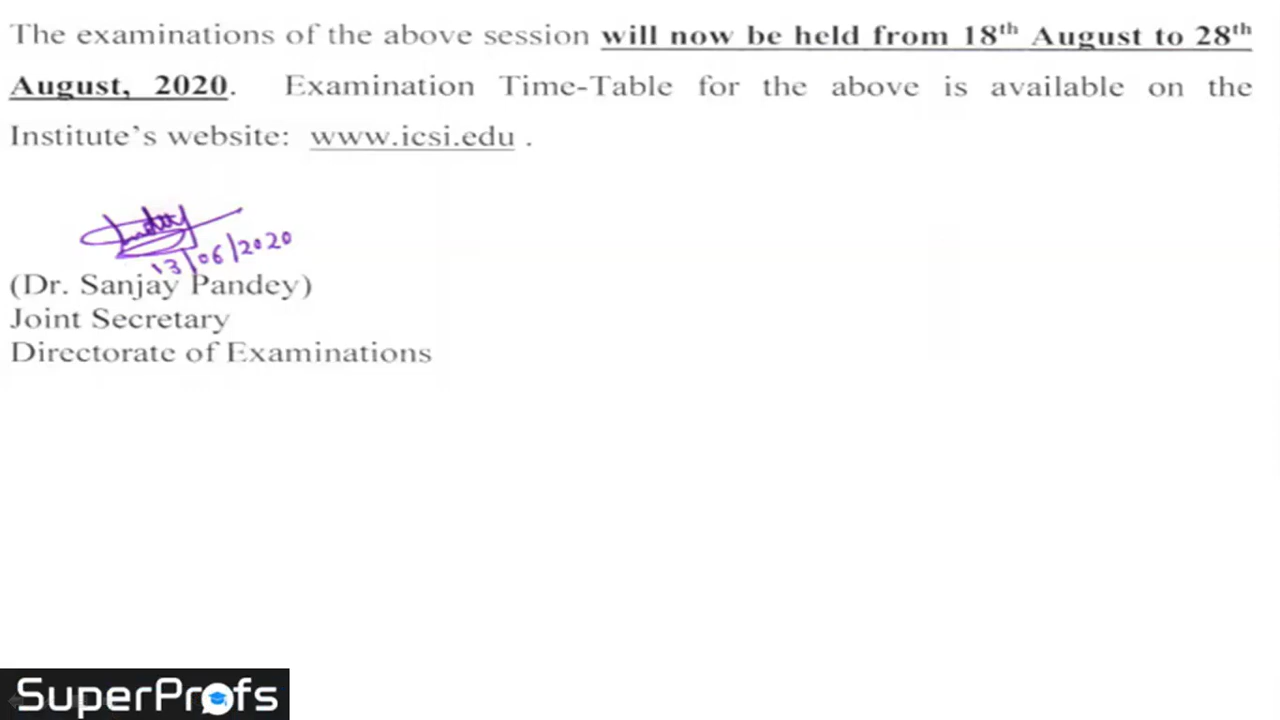 The examinations of the above session will now be held from 18th August to 28th
August, 2020. Examination Time-Table for the above is available on the
Institute's website: www.icsi.edu .
13/06/2020
(Dr. Sanjay Pandey)
Joint Secretary
Directorate of Examinations
SuperProfs